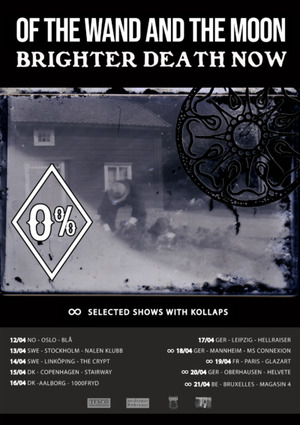 OF THE WAND AND THE MOON
BRIGHTER DEATH NOW
0%
∞ SELECTED SHOWS WITH KOLLAPS
12/04 NO - OSLO - BLÅ
13/04 SWE - STOCKHOLM - NALEN KLUBB
14/04 SWE - LINKÖPING - THE CRYPT
15/04 DK - COPENHAGEN - STAIRWAY
16/04 DK -AALBORG - 1000FRYD
17/04 GER - LEIPZIG - HELLRAISER
∞ 18/04 GER - MANNHEIM - MS CONNEXION
∞ 19/04 FR - PARIS - GLAZART
∞ 20/04 GER - OBERHAUSEN - HELVETE
∞ 21/04 BE - BRUXELLES - MAGASIN 4